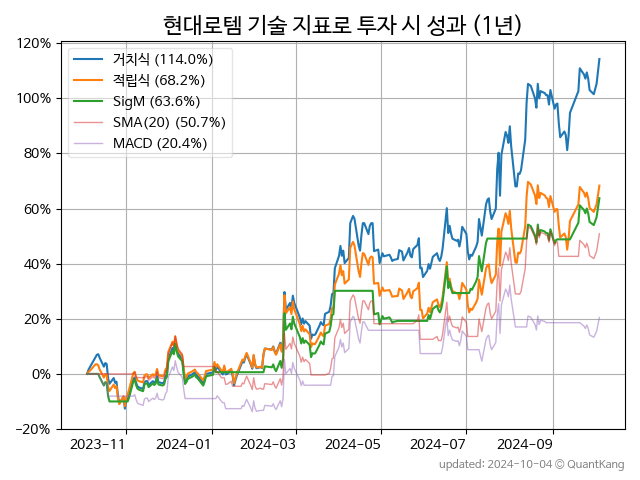 현대로템 기술 지표로 투자 시 성과 (1년)
120%
100%
80%
60%
40%
20%
0%
−20%
거치식 (114.0%)
적립식 (68.2%)
SigM (63.6%)
SMA(20) (50.7%)
MACD (20.4%)
2023-11
2024-01
2024-03
2024-05
2024-07
2024-09
updated: 2024-10-04 © QuantKang